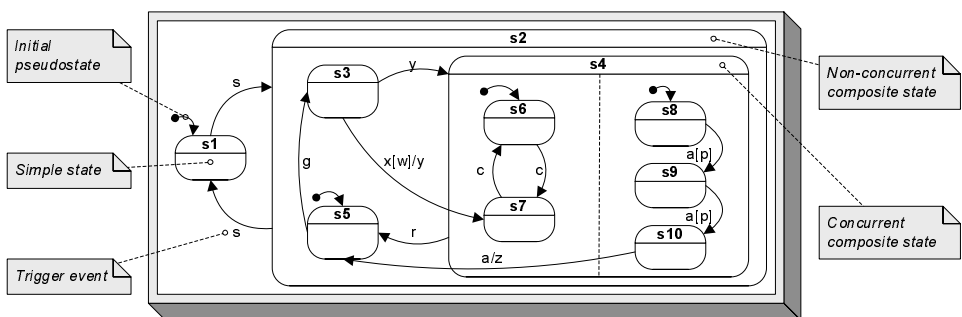 Initial
pseudostate
s2
Non-concurrent
composite state
s
s3
y
s4
s1
s6
s8
Simple state
g
x[w]/y
c
c
a[p]
s9
s5
s7
a[p]
Concurrent
composite state
s
r
s10
a/z
Trigger event